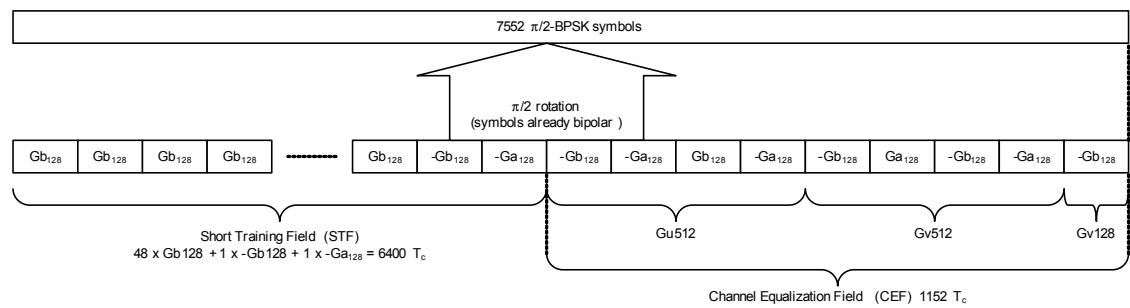 7552 π/2-BPSK symbols
π/2 rotation
(symbols already bipolar )
Gb128 Gb128 Gb128 Gb128 Gb128 -Gb128 -Ga128 -Gb128 -Ga128 Gb128 -Ga128 -Gb128 Ga128 -Gb128 -Ga128 -Gb128
Short Training Field (STF)
48 x Gb128 + 1 x -Gb128 + 1 x -Ga128 = 6400 Tc
Gu512 Gv512 Gv128
Channel Equalization Field (CEF) 1152 Tc